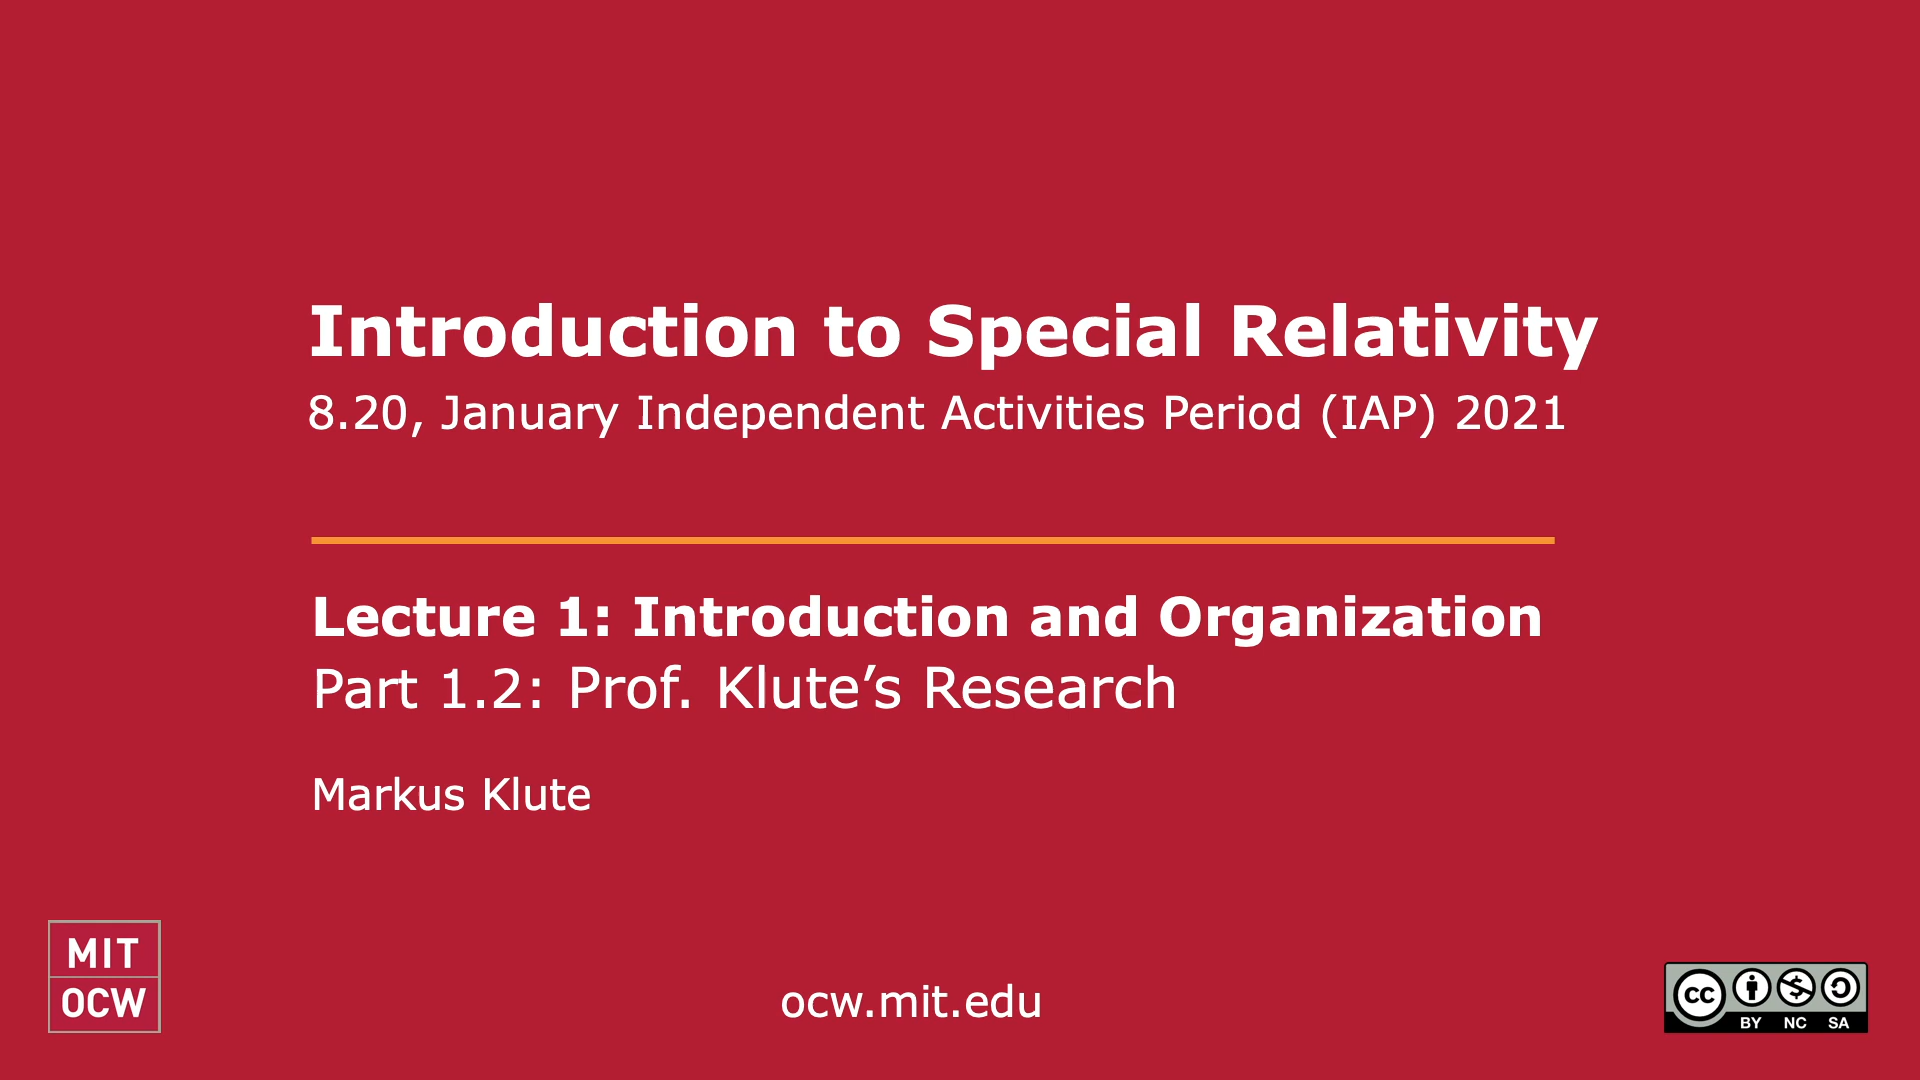 Introduction to Special Relativity
8.20, January Independent Activities Period (IAP) 2021
Lecture 1: Introduction and Organization
Part 1.2: Prof. Klute’s Research
Markus Klute
MIT
OCW
ocw.mit.edu
cc
BY NC SA